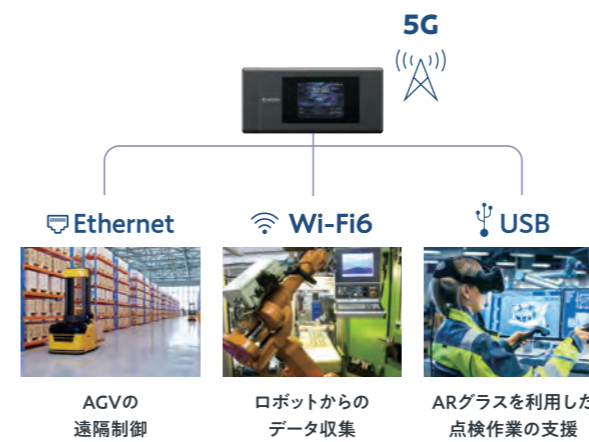 5G
Ethernet
Wi-Fi6
USB
AGVの
遠隔制御
ロボットからの
データ収集
ARグラスを利用した
点検作業の支援